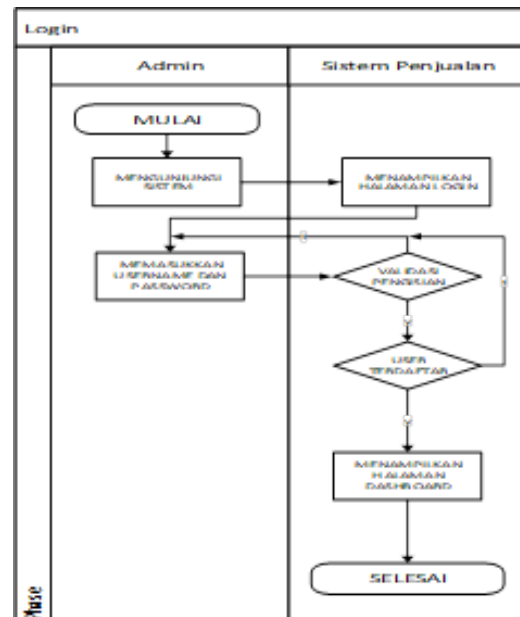 Login
Admin
Sistem Penjualan
MULAI
MENGUNJUNGI
SISTEM
MENAMPILKAN
HALAMAN LOGIN
MEMASUKKAN
USERNAME DAN
PASSWORD
VALIDASI
PENGISIAN
USER
TERDAFTAR
MENAMPILKAN
HALAMAN
DASHBOARD
SELESAI